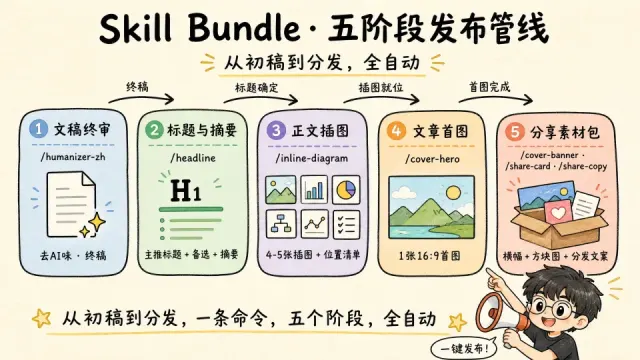 Skill Bundle · 五阶段发布管线
从初稿到分发，全自动
终稿
标题确定
插图就位
首图完成
1 文稿终审
/humanizer-zh
去AI味 · 终稿
2 标题与摘要
/headline
H1
主推标题 + 备选 + 摘要
3 正文插图
/inline-diagram
4-5张插图 + 位置清单
4 文章首图
/cover-hero
1张16:9首图
5 分享素材包
/cover-banner ·
/share-card · /share-copy
横幅 + 方块图 + 分发文案
从初稿到分发，一条命令，五个阶段，全自动
一键发布！